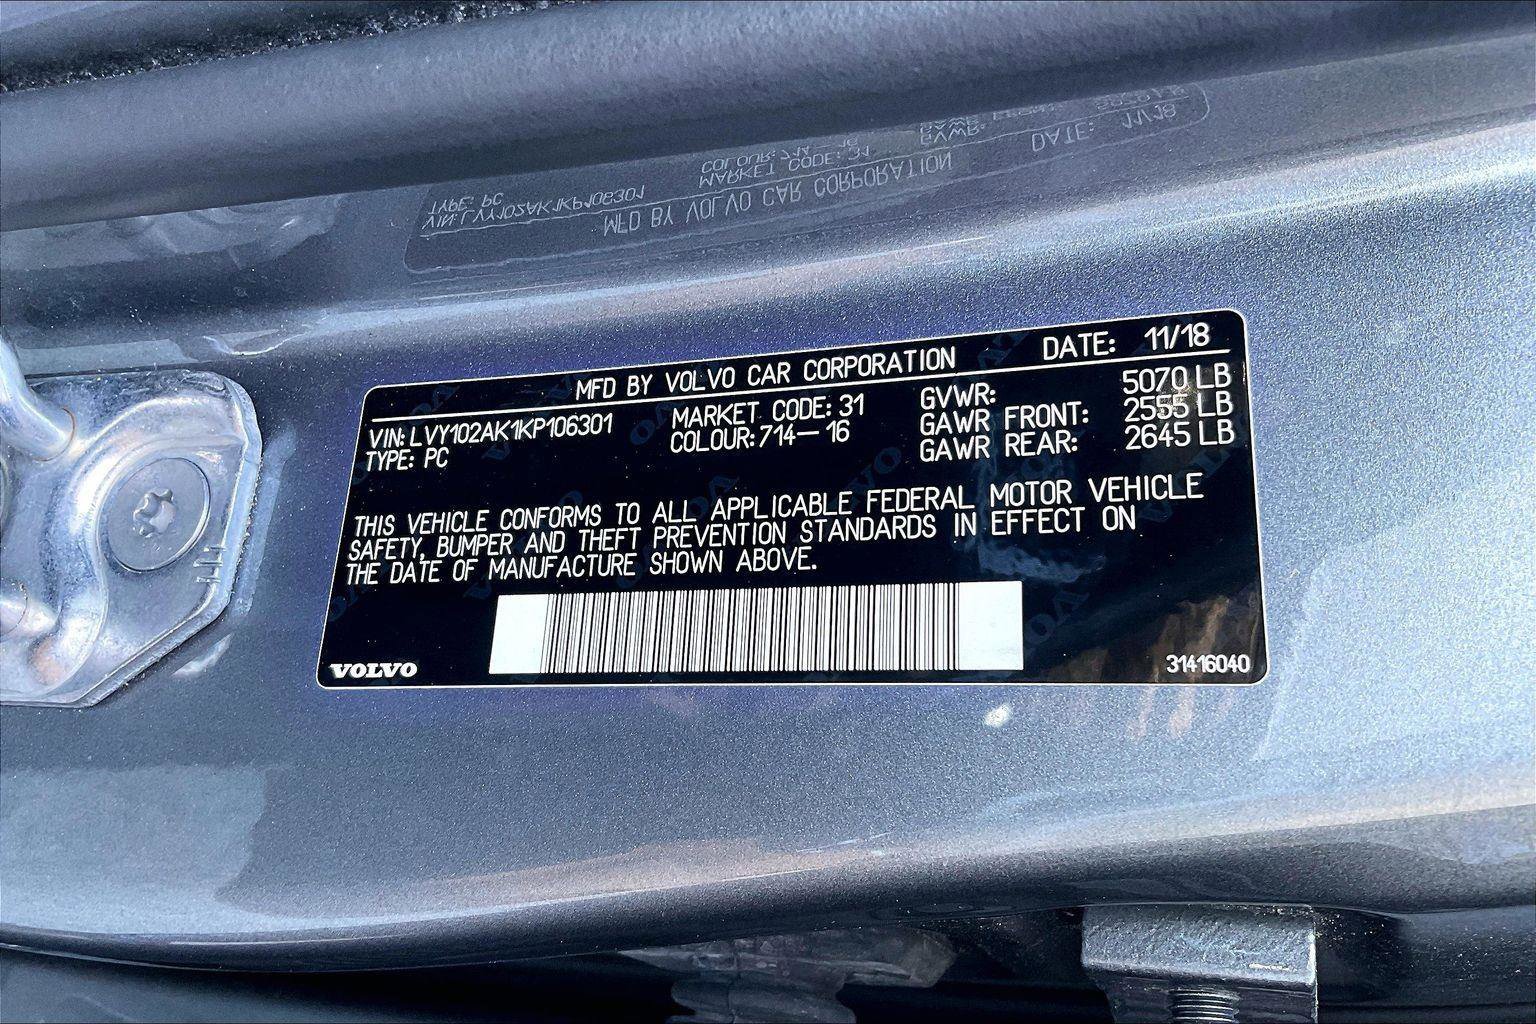 MFD BY VOLVO CAR CORPORATION DATE: 11/18
VIN: LVY102AK1KP106301 MARKET CODE: 31 GVWR: 5070 LB
TYPE: PC COLOUR: 714-16 GAWR FRONT: 2555 LB
GAWR REAR: 2645 LB
THIS VEHICLE CONFORMS TO ALL APPLICABLE FEDERAL MOTOR VEHICLE
SAFETY, BUMPER AND THEFT PREVENTION STANDARDS IN EFFECT ON
THE DATE OF MANUFACTURE SHOWN ABOVE.
VOLVO 31416040